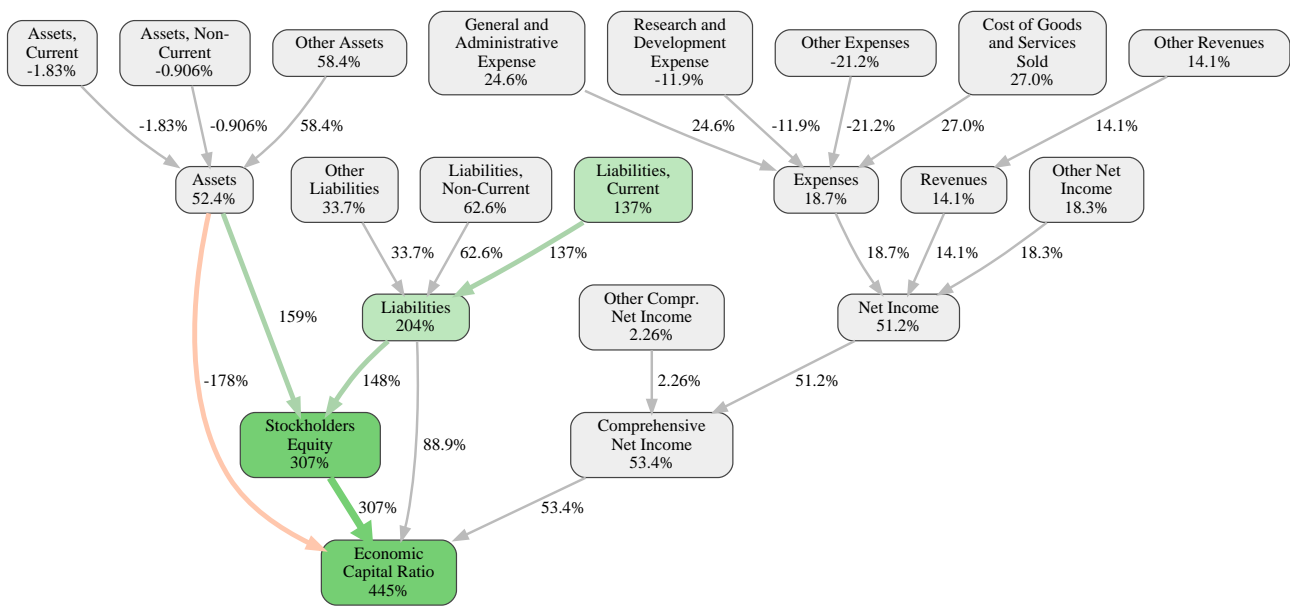 Assets,
Current
-1.83%
Assets, Non-
Current
-0.906%
Other Assets
58.4%
General and
Administrative
Expense
24.6%
Research and
Development
Expense
-11.9%
Other Expenses
-21.2%
Cost of Goods
and Services
Sold
27.0%
Other Revenues
14.1%
-1.83%
-0.906%
58.4%
24.6%
-11.9%
-21.2%
27.0%
14.1%
Assets
52.4%
Other
Liabilities
33.7%
Liabilities,
Non-Current
62.6%
Liabilities,
Current
137%
Expenses
18.7%
Revenues
14.1%
Other Net
Income
18.3%
33.7%
62.6%
137%
18.7%
14.1%
18.3%
159%
Liabilities
204%
Other Compr.
Net Income
2.26%
Net Income
51.2%
-178%
148%
2.26%
51.2%
Stockholders
Equity
307%
88.9%
Comprehensive
Net Income
53.4%
307%
53.4%
Economic
Capital Ratio
445%